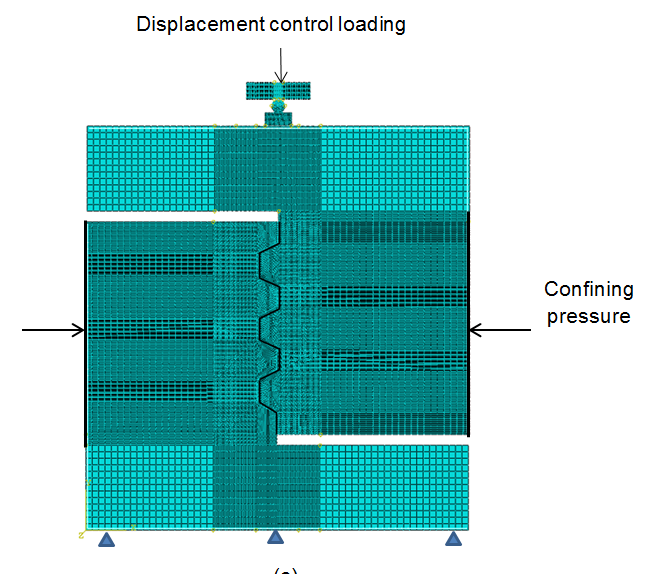 Displacement control loading
Confining
pressure